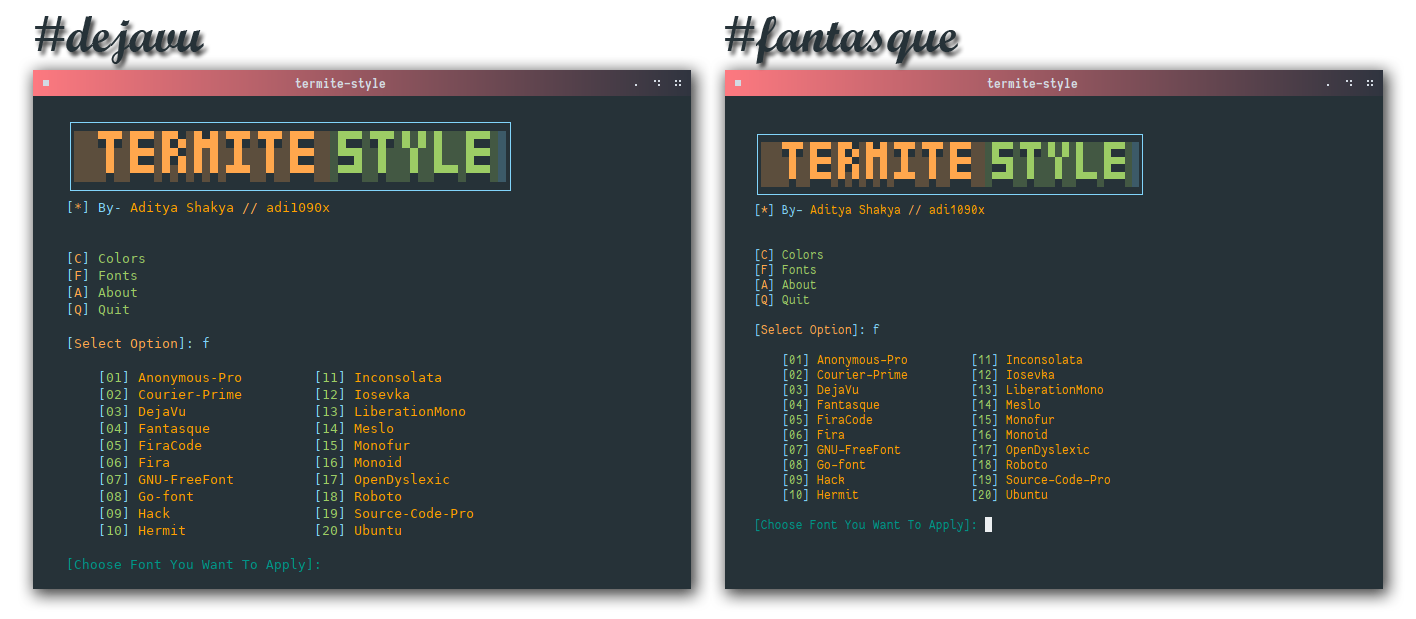 #dejavu
termite-style
TERMITE STYLE
[*] By- Aditya Shakya // adi1090x
[C] Colors
[F] Fonts
[A] About
[Q] Quit
[Select Option]: f
[01] Anonymous-Pro [11] Inconsolata
[02] Courier-Prime [12] Iosevka
[03] DejaVu [13] LiberationMono
[04] Fantasque [14] Meslo
[05] FiraCode [15] Monofur
[06] Fira [16] Monoid
[07] GNU-FreeFont [17] OpenDyslexic
[08] Go-font [18] Roboto
[09] Hack [19] Source-Code-Pro
[10] Hermit [20] Ubuntu
[Choose Font You Want To Apply]:
#fantasque
termite-style
TERMITE STYLE
[*] By- Aditya Shakya // adi1090x
[C] Colors
[F] Fonts
[A] About
[Q] Quit
[Select Option]: f
[01] Anonymous-Pro [11] Inconsolata
[02] Courier-Prime [12] Iosevka
[03] DejaVu [13] LiberationMono
[04] Fantasque [14] Meslo
[05] FiraCode [15] Monofur
[06] Fira [16] Monoid
[07] GNU-FreeFont [17] OpenDyslexic
[08] Go-font [18] Roboto
[09] Hack [19] Source-Code-Pro
[10] Hermit [20] Ubuntu
[Choose Font You Want To Apply]: